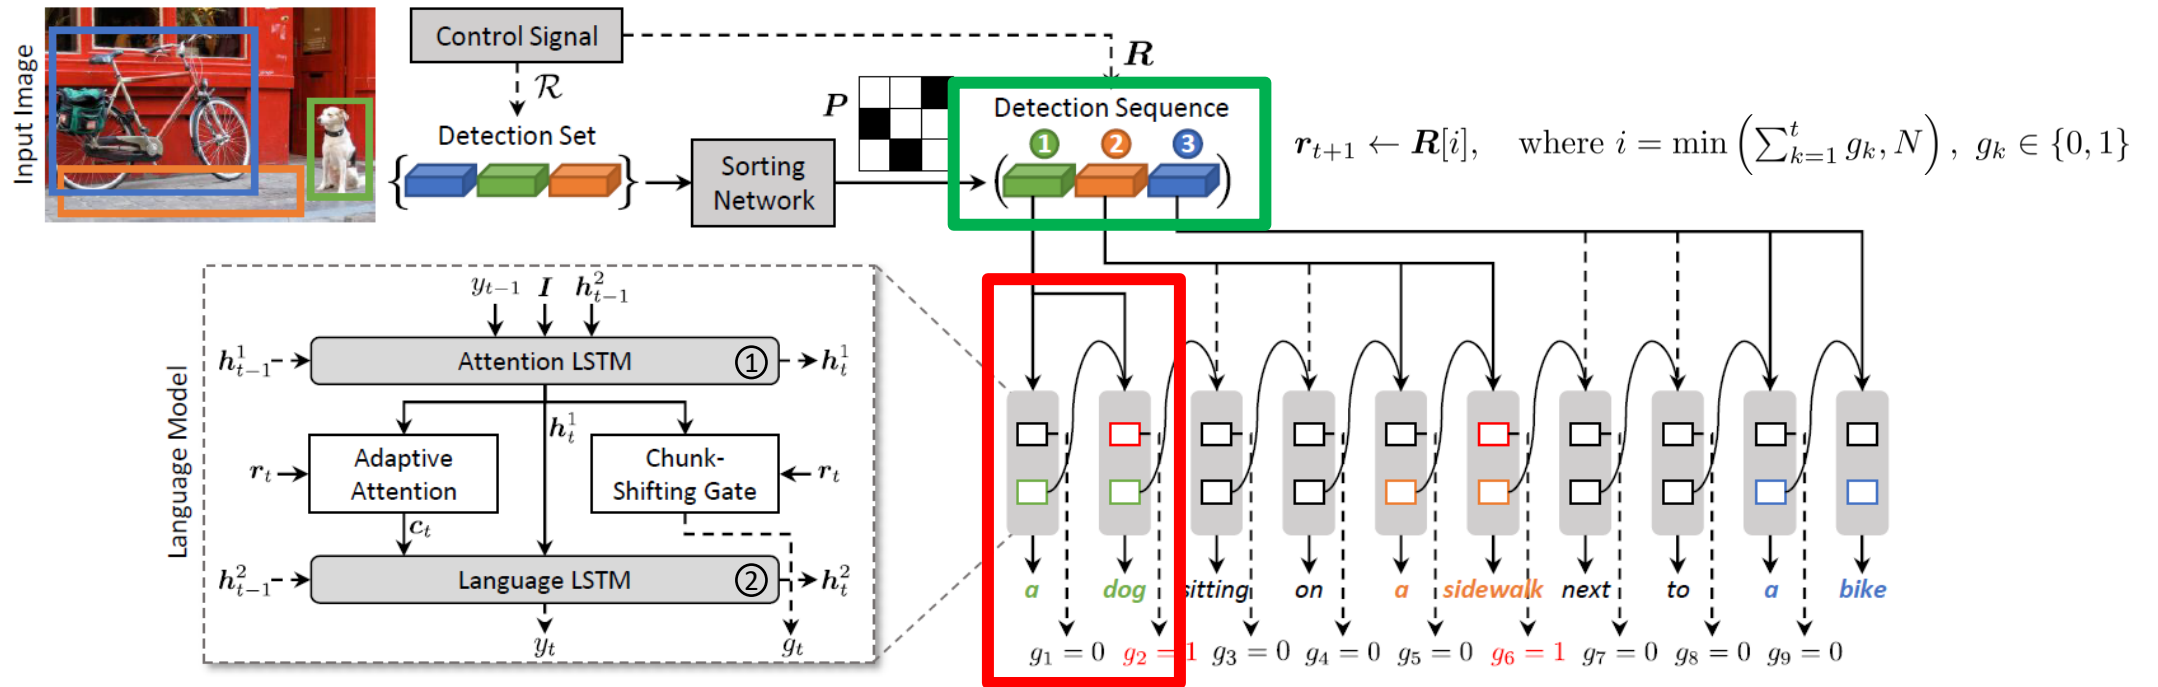 Input Image
Control Signal
R
ℛ
Detection Set
{ }
Sorting
Network
P
Detection Sequence
1 2 3
( )
r_{t+1} ← R[i], where i = min (∑_{k=1}^{t} g_k, N), g_k ∈ {0, 1}
Language Model
y_{t−1} I h^2_{t−1}
h^1_{t−1} Attention LSTM ① h^1_t
h^1_t
r_t Adaptive
Attention
Chunk-
Shifting Gate r_t
c_t
h^2_{t−1} Language LSTM ② h^2_t
y_t g_t
a dog sitting on a sidewalk next to a bike
g_1 = 0 g_2 = 1 g_3 = 0 g_4 = 0 g_5 = 0 g_6 = 1 g_7 = 0 g_8 = 0 g_9 = 0